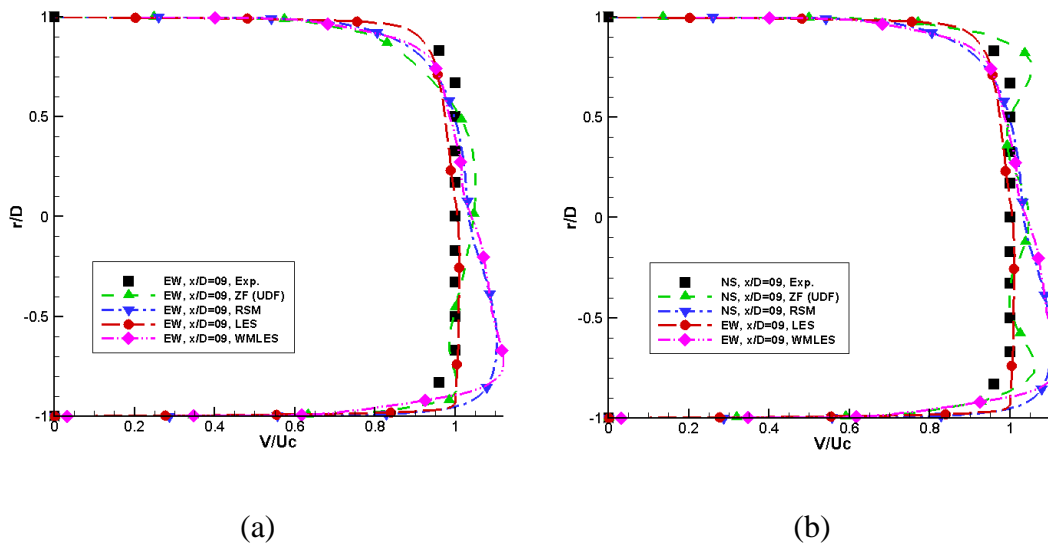 1
0.5
0
-0.5
-1
r/D
0
0.2
0.4
0.6
0.8
1
V/Uc
EW, x/D=09, Exp.
EW, x/D=09, ZF (UDF)
EW, x/D=09, RSM
EW, x/D=09, LES
EW, x/D=09, WMLES
(a)
1
0.5
0
-0.5
-1
r/D
0
0.2
0.4
0.6
0.8
1
V/Uc
NS, x/D=09, Exp.
NS, x/D=09, ZF (UDF)
NS, x/D=09, RSM
EW, x/D=09, LES
EW, x/D=09, WMLES
(b)